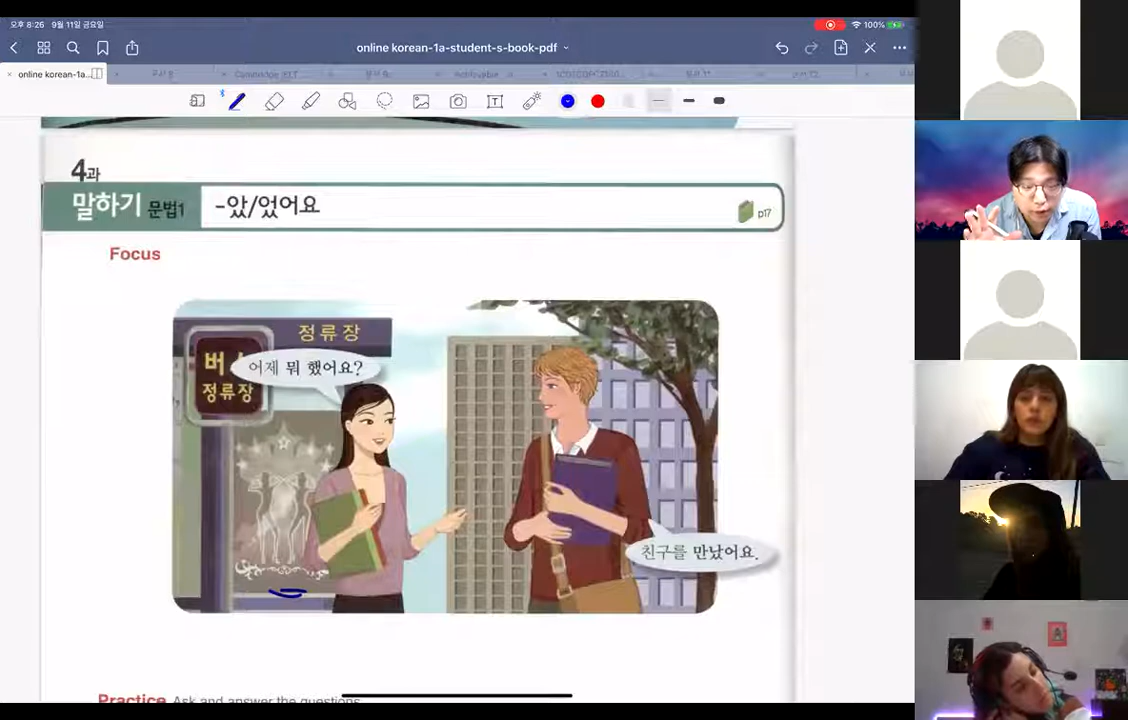 오후 8:26 9월 11일 금요일
100%
online korean-1a-student-s-book-pdf
online korean-1a...
4과
말하기 문법1 -았/었어요
p17
Focus
정류장
버스
정류장
어제 뭐 했어요?
친구를 만났어요.
Practice Ask and answer the questions